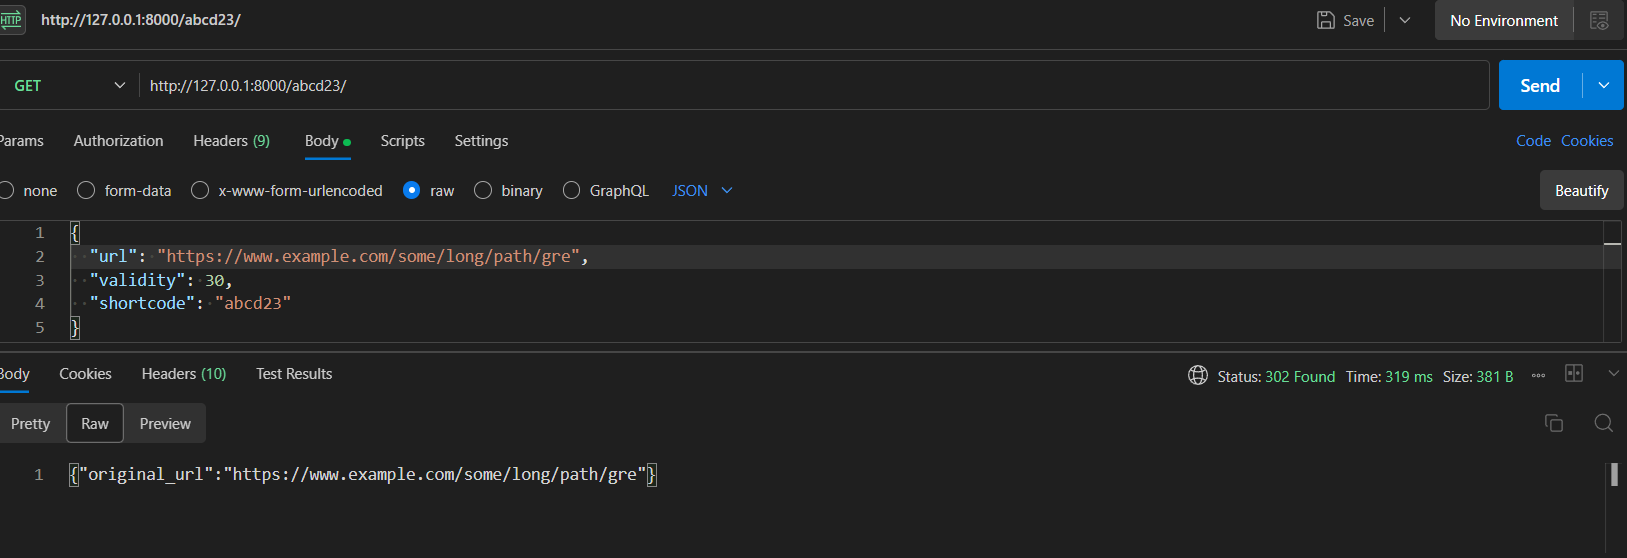 HTTP http://127.0.0.1:8000/abcd23/ Save No Environment
GET http://127.0.0.1:8000/abcd23/ Send
Params Authorization Headers (9) Body Scripts Settings Code Cookies
none form-data x-www-form-urlencoded raw binary GraphQL JSON Beautify
1 {
2 "url": "https://www.example.com/some/long/path/gre",
3 "validity": 30,
4 "shortcode": "abcd23"
5 }
Body Cookies Headers (10) Test Results Status: 302 Found Time: 319 ms Size: 381 B
Pretty Raw Preview
1 {"original_url":"https://www.example.com/some/long/path/gre"}